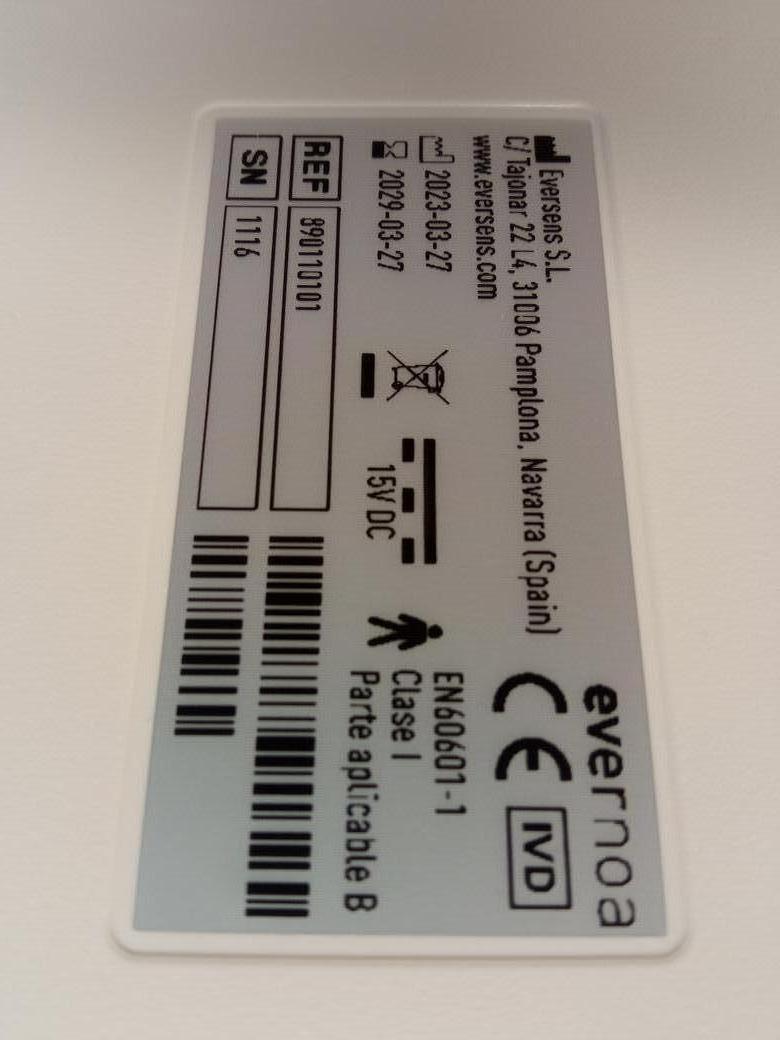 evernoa
Eversens S.L.
C/ Tajonar 22 L4, 31006 Pamplona, Navarra (Spain)
www.eversens.com
CE IVD
2023-03-27
2029-03-27
15V DC
EN60601-1
Clase I
Parte aplicable B
REF 890110101
SN 1116